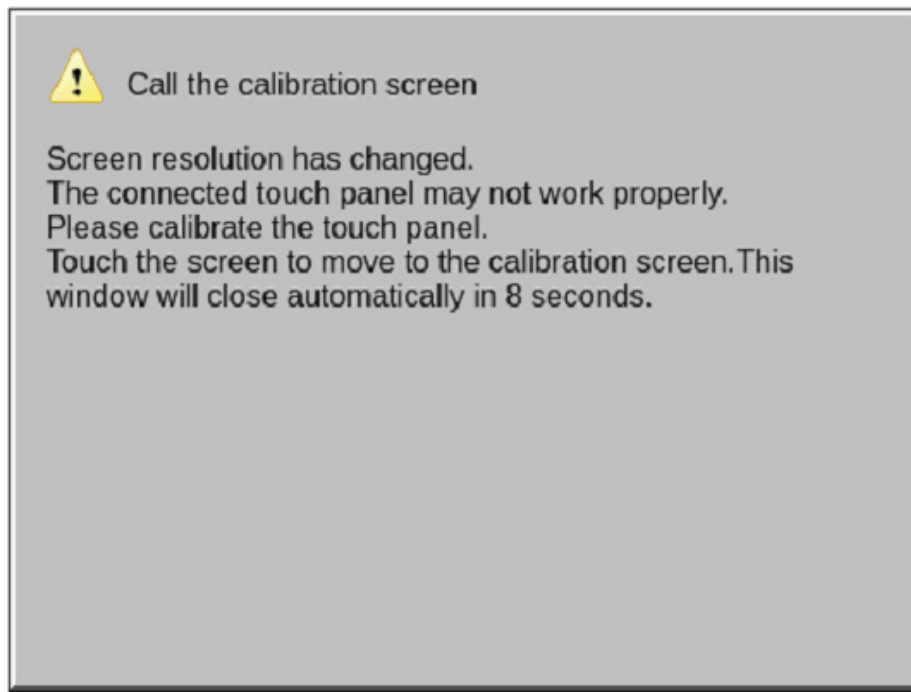 Call the calibration screen
Screen resolution has changed.
The connected touch panel may not work properly.
Please calibrate the touch panel.
Touch the screen to move to the calibration screen.This
window will close automatically in 8 seconds.